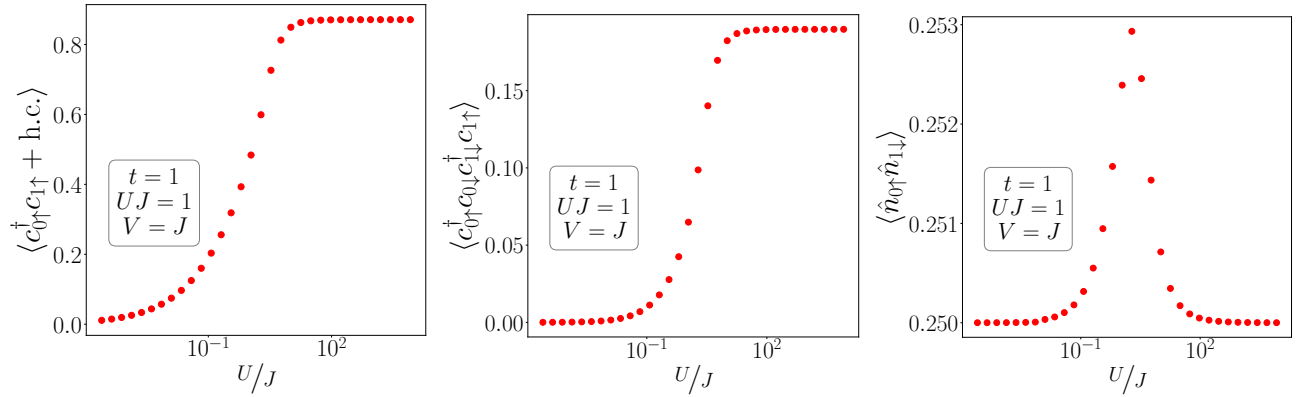 ⟨c†0↑c1↑ + h.c.⟩
0.8
0.6
0.4
0.2
0.0
t = 1
UJ = 1
V = J
10⁻¹
10²
U/J
⟨c†0↑c0↓c†1↓c1↑⟩
0.15
0.10
0.05
0.00
t = 1
UJ = 1
V = J
10⁻¹
10²
U/J
⟨n̂0↑n̂1↓⟩
0.253
0.252
0.251
0.250
t = 1
UJ = 1
V = J
10⁻¹
10²
U/J